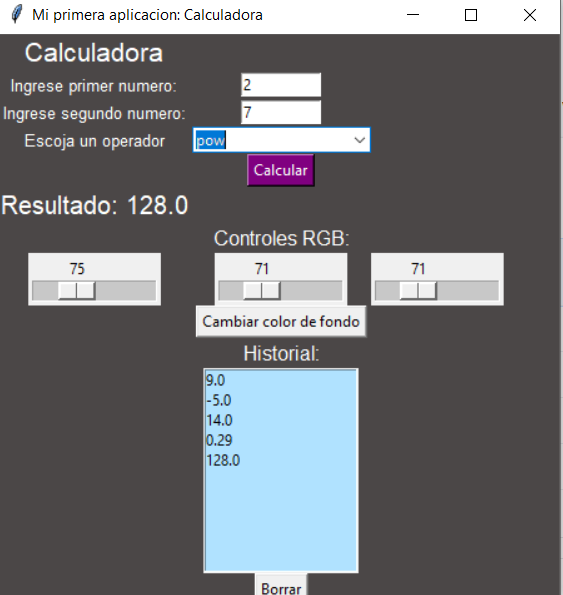 Mi primera aplicacion: Calculadora
Calculadora
Ingrese primer numero: 2
Ingrese segundo numero: 7
Escoja un operador pow
Calcular
Resultado: 128.0
Controles RGB:
75 71 71
Cambiar color de fondo
Historial:
9.0
-5.0
14.0
0.29
128.0
Borrar